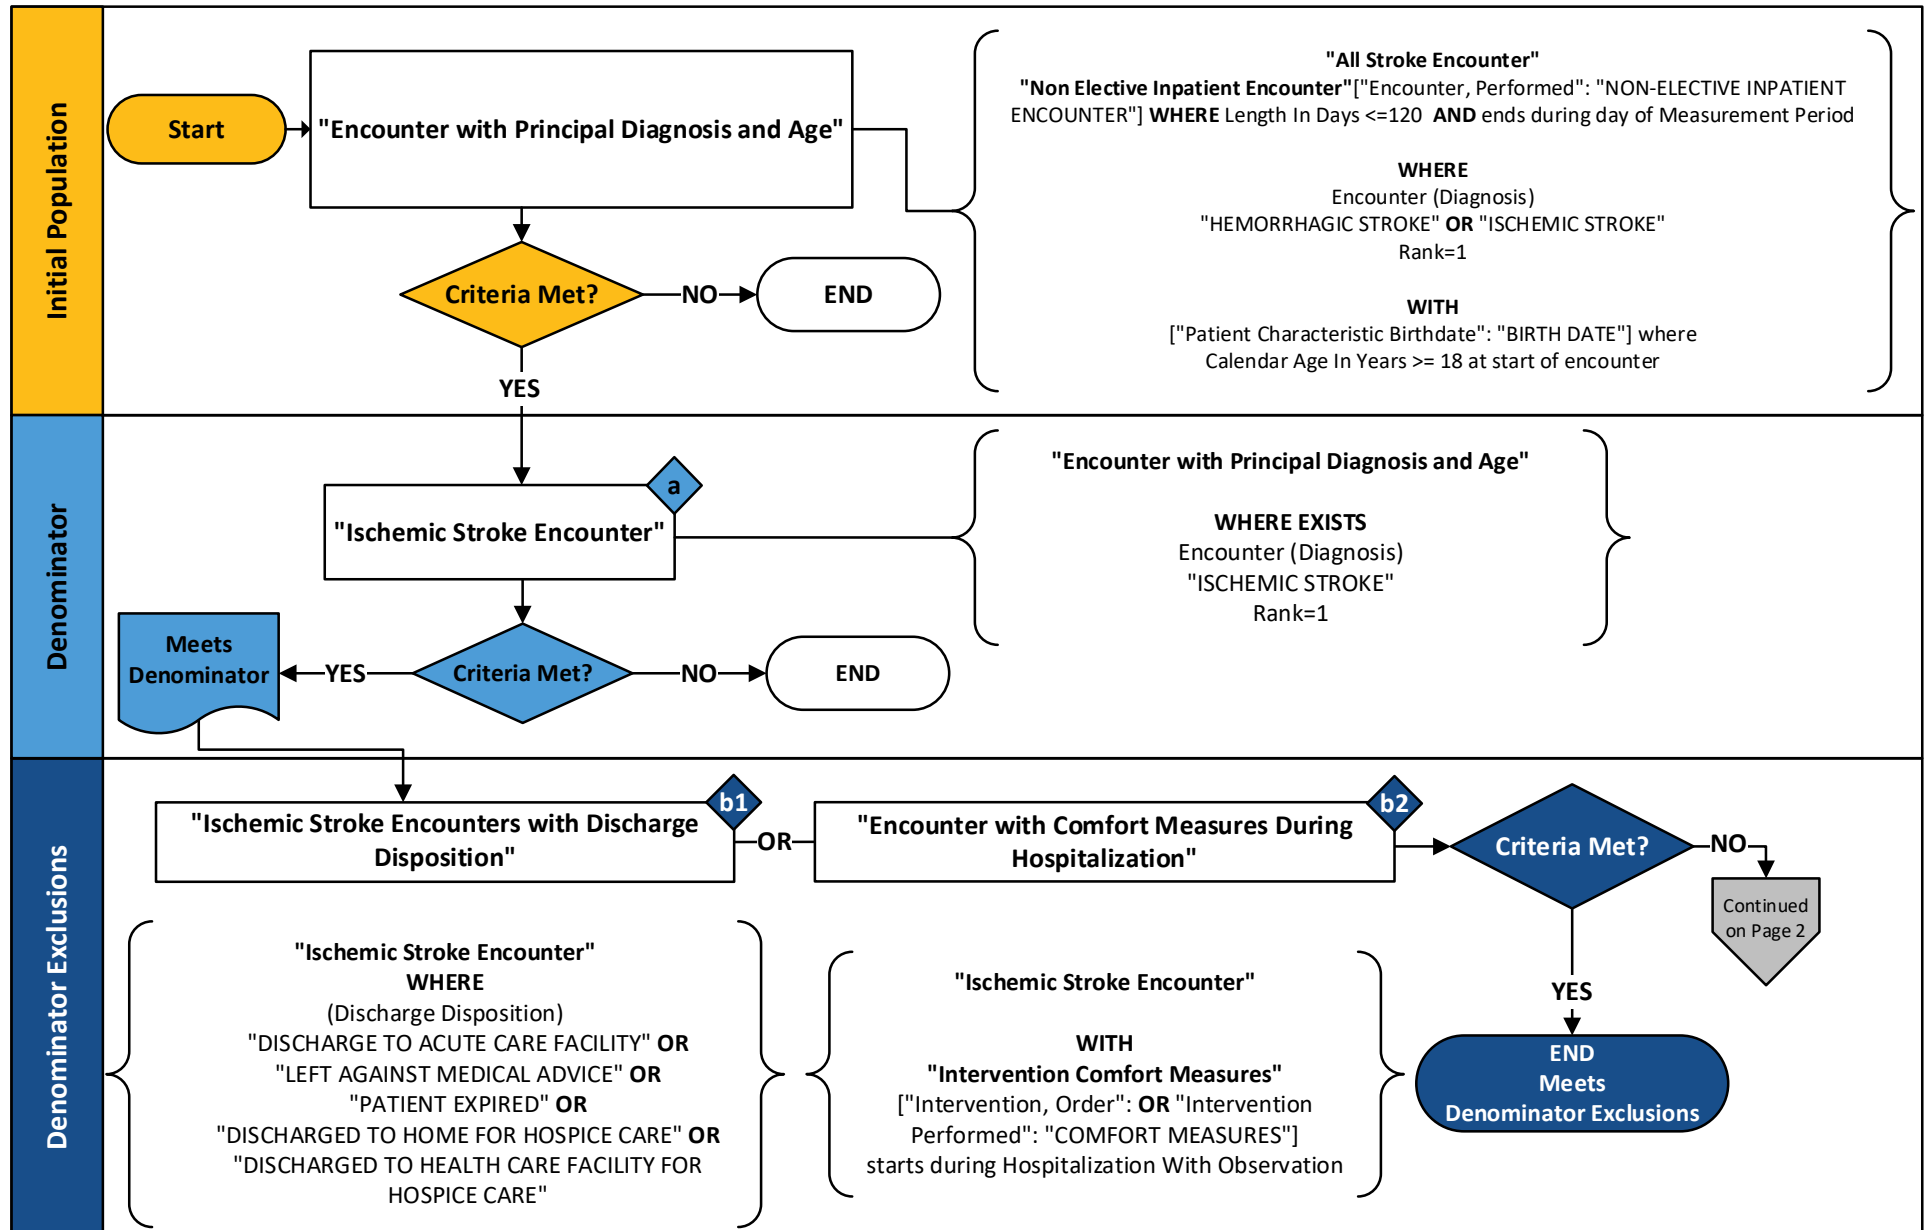 Initial Population
Start
"Encounter with Principal Diagnosis and Age"
"All Stroke Encounter"
"Non Elective Inpatient Encounter"["Encounter, Performed": "NON-ELECTIVE INPATIENT
ENCOUNTER"] WHERE Length In Days <=120 AND ends during day of Measurement Period
WHERE
Encounter (Diagnosis)
"HEMORRHAGIC STROKE" OR "ISCHEMIC STROKE"
Rank=1
WITH
["Patient Characteristic Birthdate": "BIRTH DATE"] where
Calendar Age In Years >= 18 at start of encounter
Criteria Met?
NO
END
YES
Denominator
a
"Ischemic Stroke Encounter"
"Encounter with Principal Diagnosis and Age"
WHERE EXISTS
Encounter (Diagnosis)
"ISCHEMIC STROKE"
Rank=1
Meets
Denominator
YES
Criteria Met?
NO
END
Denominator Exclusions
b1
"Ischemic Stroke Encounters with Discharge
Disposition"
OR
b2
"Encounter with Comfort Measures During
Hospitalization"
Criteria Met?
NO
Continued
on Page 2
YES
END
Meets
Denominator Exclusions
"Ischemic Stroke Encounter"
WHERE
(Discharge Disposition)
"DISCHARGE TO ACUTE CARE FACILITY" OR
"LEFT AGAINST MEDICAL ADVICE" OR
"PATIENT EXPIRED" OR
"DISCHARGED TO HOME FOR HOSPICE CARE" OR
"DISCHARGED TO HEALTH CARE FACILITY FOR
HOSPICE CARE"
"Ischemic Stroke Encounter"
WITH
"Intervention Comfort Measures"
["Intervention, Order": OR "Intervention
Performed": "COMFORT MEASURES"]
starts during Hospitalization With Observation